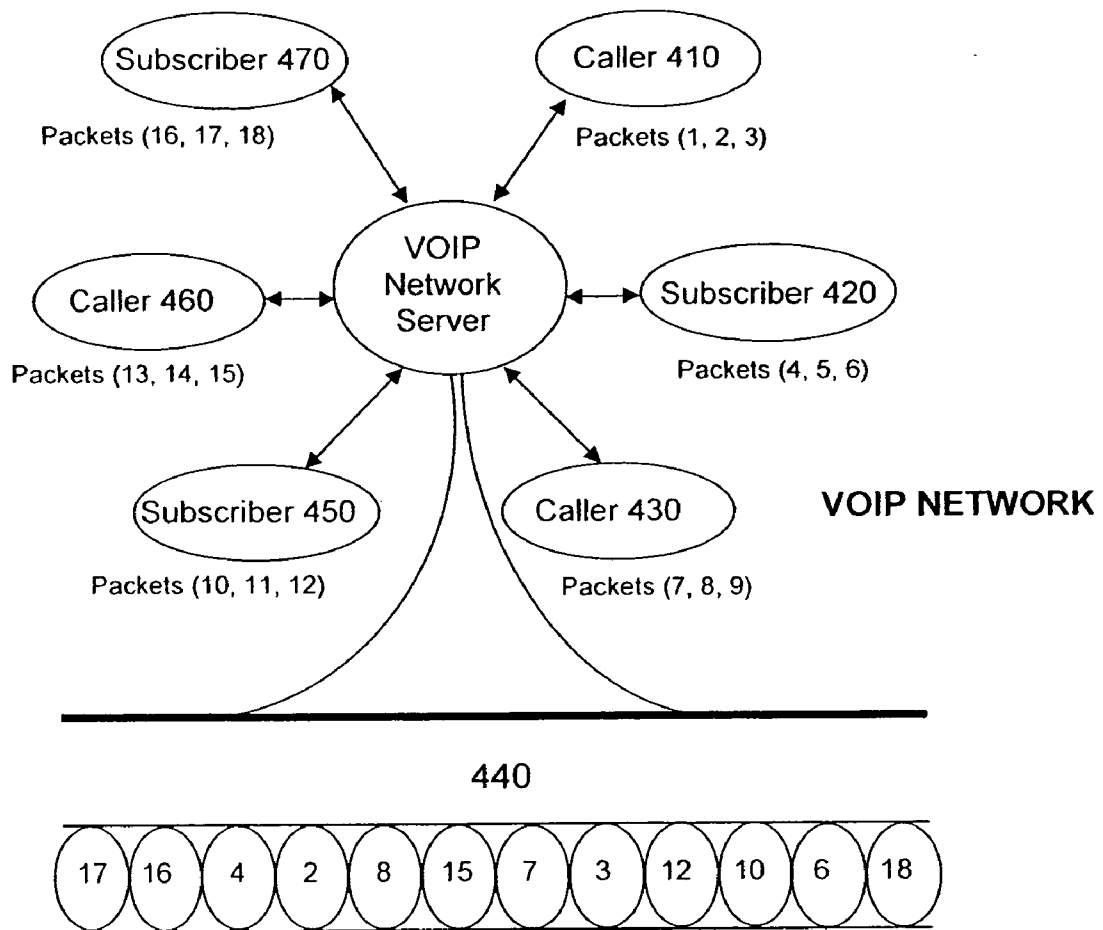 Subscriber 470
Caller 410
Packets (16, 17, 18)
Packets (1, 2, 3)
VOIP
Network
Server
Caller 460
Subscriber 420
Packets (13, 14, 15)
Packets (4, 5, 6)
Subscriber 450
Caller 430
VOIP NETWORK
Packets (10, 11, 12)
Packets (7, 8, 9)
440
17 16 4 2 8 15 7 3 12 10 6 18